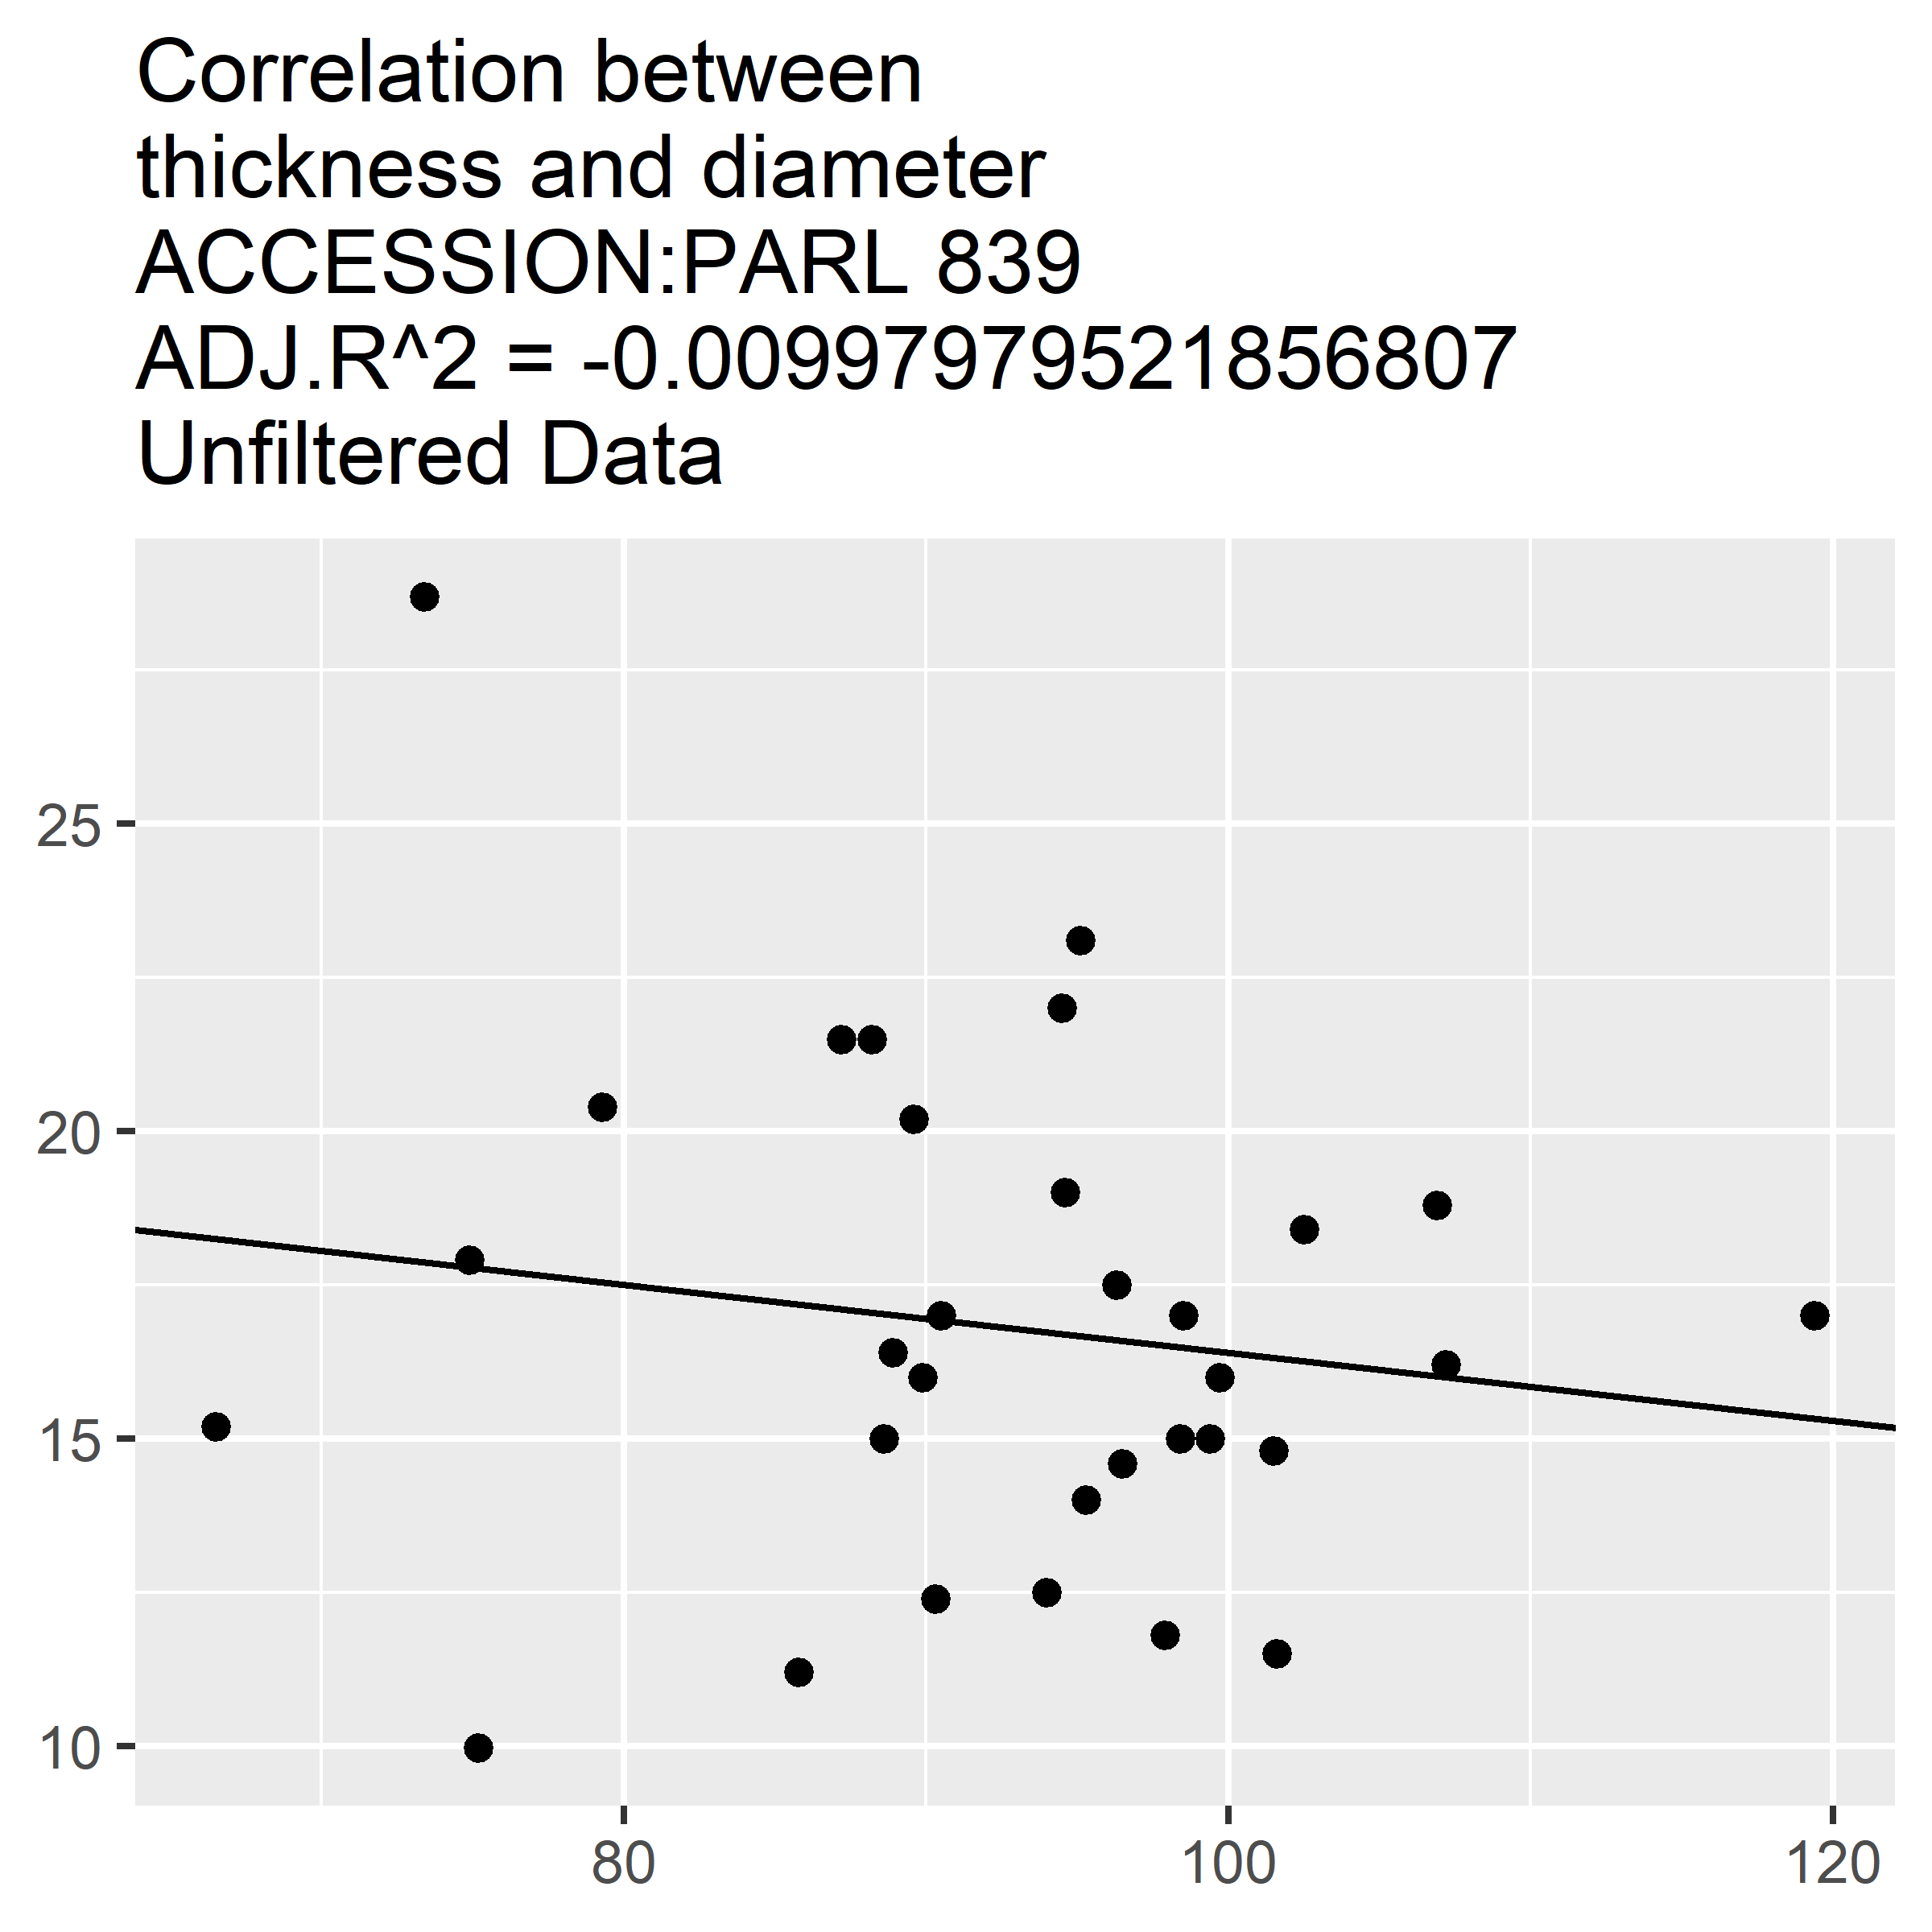 Correlation between
thickness and diameter
ACCESSION:PARL 839
ADJ.R^2 = -0.00997979521856807
Unfiltered Data
25
20
15
10
80
100
120